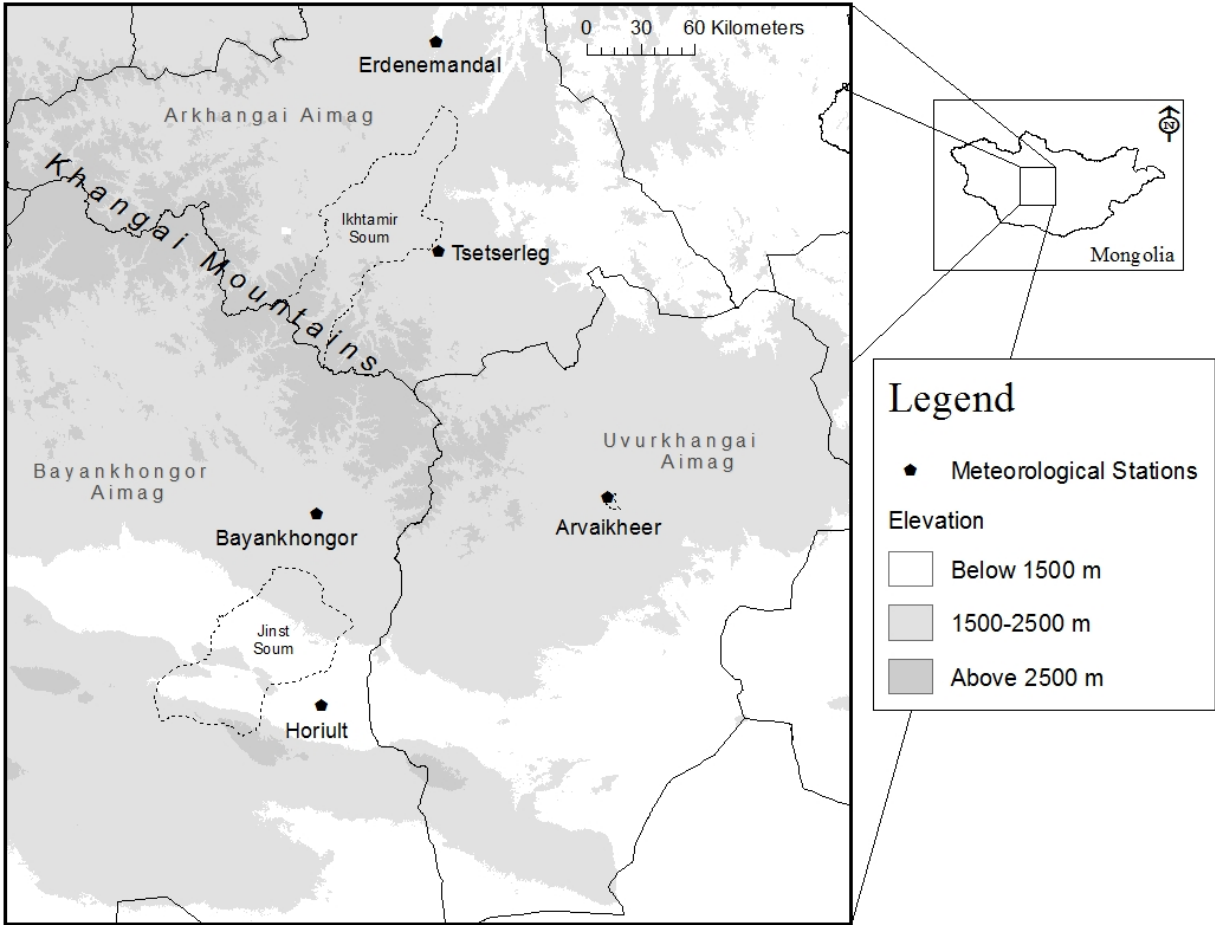 0 30 60 Kilometers
Erdenemandal
Arkhangai Aimag
Khangai Mountains
Ikhtamir
Soum
Tsetserleg
Uvurkhangai
Aimag
Bayankhongor
Aimag
Bayankhongor
Arvaikheer
Jinst
Soum
Horiult
N
Mongolia
Legend
Meteorological Stations
Elevation
Below 1500 m
1500-2500 m
Above 2500 m